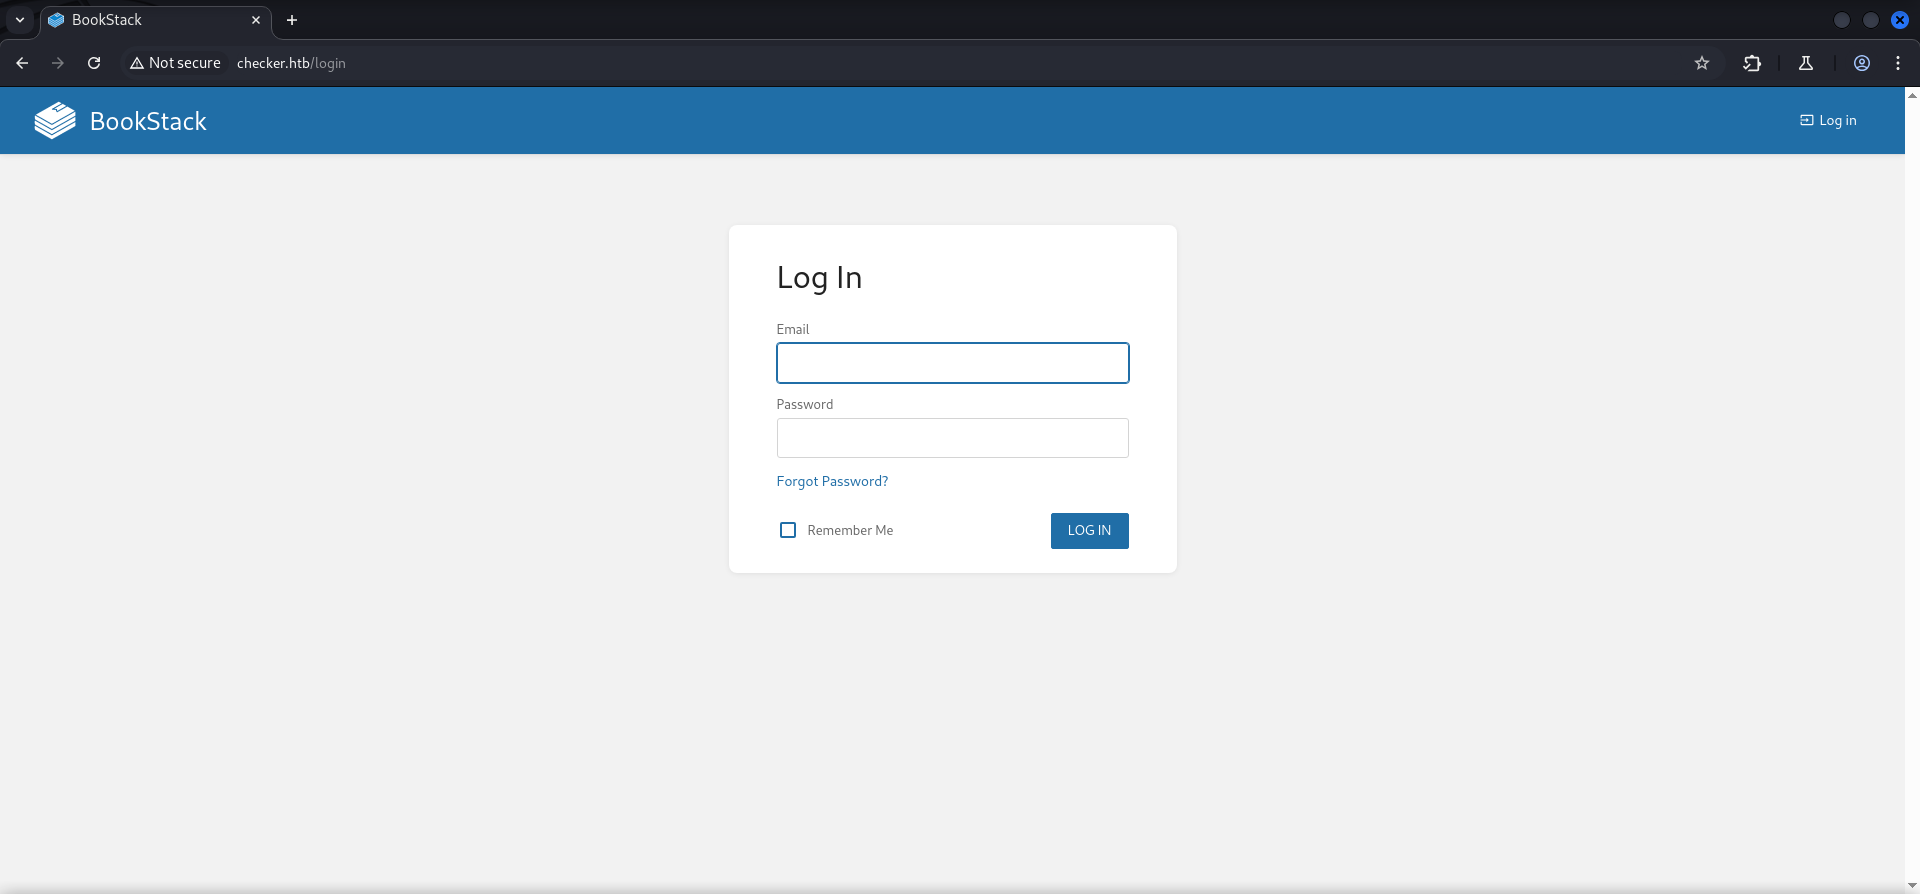 BookStack
Not secure checker.htb/login
BookStack
Log in
Log In
Email
Password
Forgot Password?
Remember Me
LOG IN